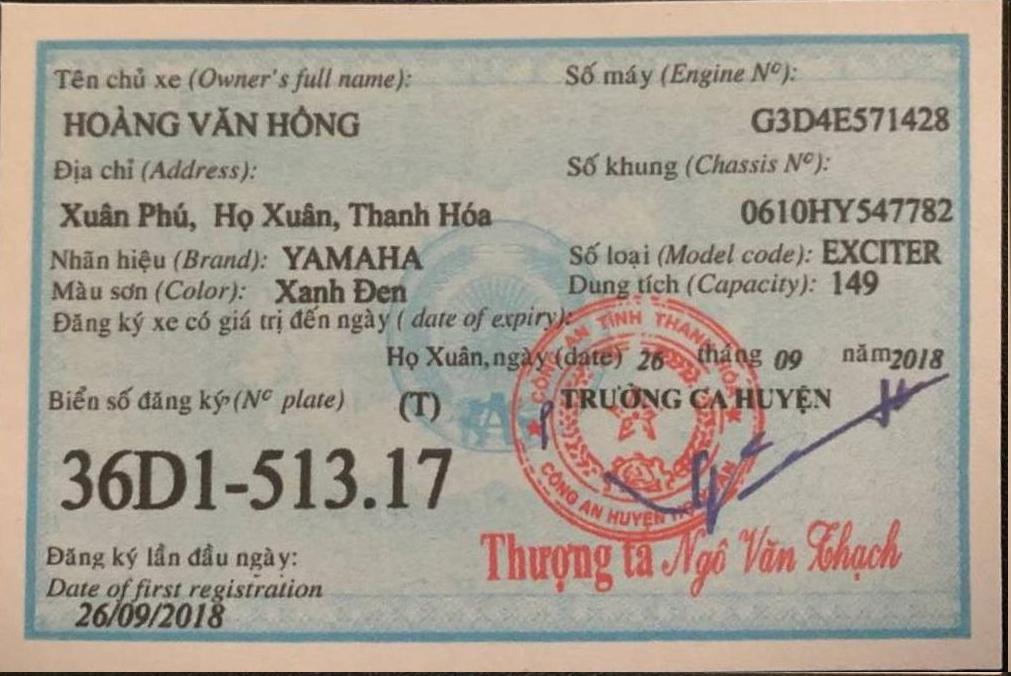 Tên chủ xe (Owner's full name):
HOÀNG VĂN HỒNG
Địa chỉ (Address):
Xuân Phú, Họ Xuân, Thanh Hóa
Nhãn hiệu (Brand): YAMAHA
Màu sơn (Color): Xanh Đen
Số máy (Engine Nº):
G3D4E571428
Số khung (Chassis Nº):
0610HY547782
Số loại (Model code): EXCITER
Dung tích (Capacity): 149
Đăng ký xe có giá trị đến ngày ( date of expiry):
Họ Xuân, ngày (date) 26 tháng 09 năm 2018
Biển số đăng ký (Nº plate) (T)
TRƯỞNG CA HUYỆN
36D1-513.17
CÔNG AN TỈNH THANH HÓA
CÔNG AN HUYỆN
Thượng tá Ngô Văn Thạch
Đăng ký lần đầu ngày:
Date of first registration
26/09/2018